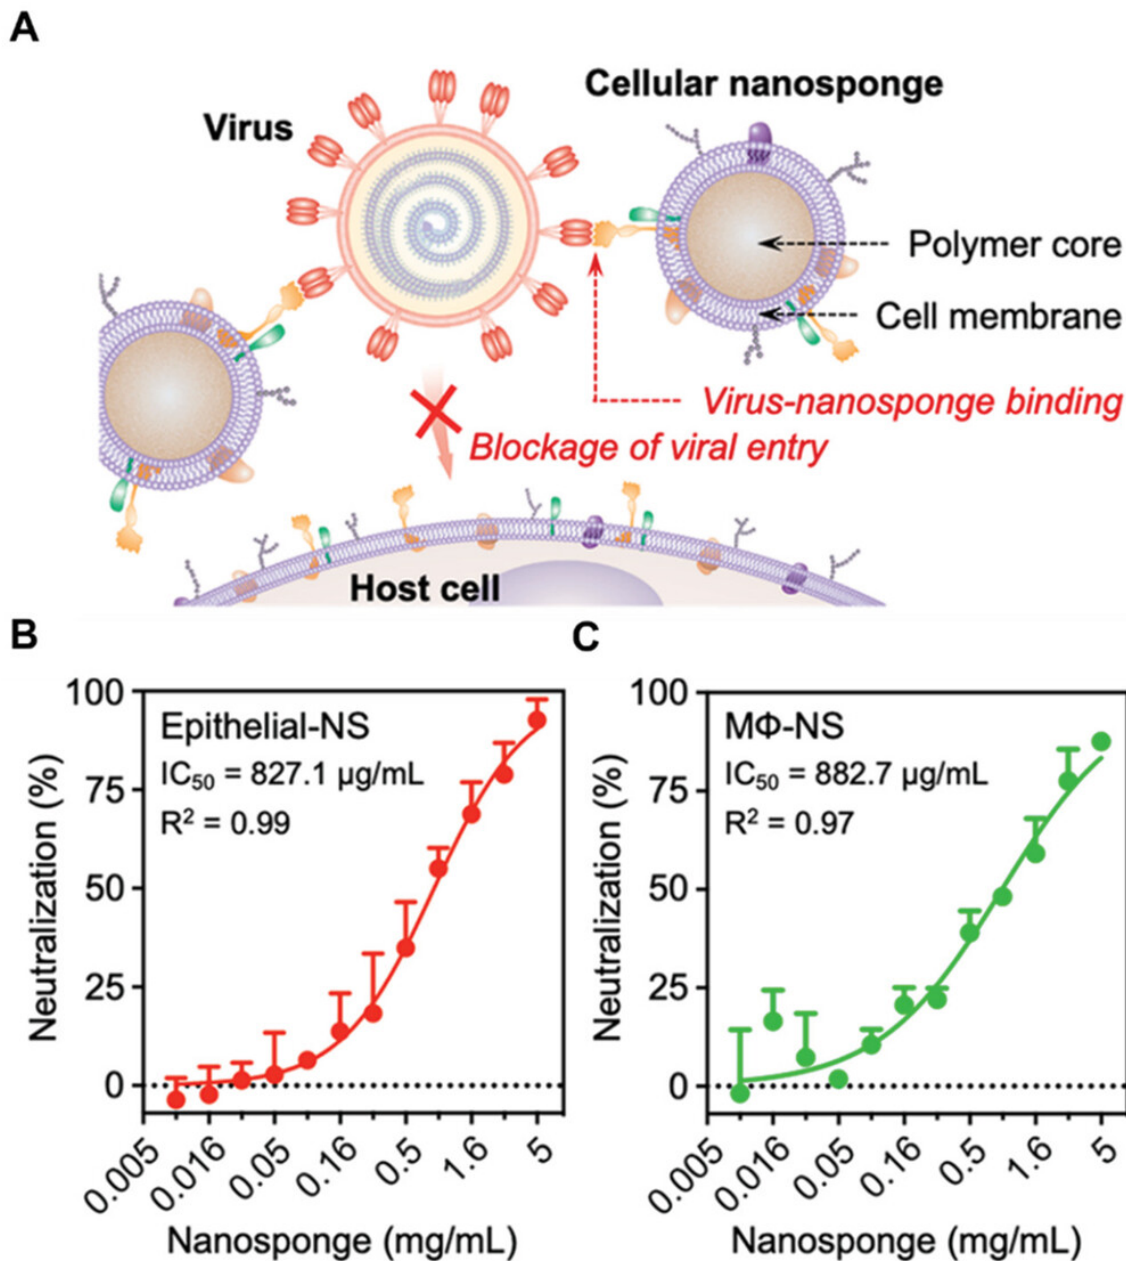 A
Virus
Cellular nanosponge
Polymer core
Cell membrane
Virus-nanosponge binding
Blockage of viral entry
Host cell
B
Neutralization (%)
100
75
50
25
0
Epithelial-NS
IC₅₀ = 827.1 µg/mL
R² = 0.99
0.005
0.016
0.05
0.16
0.5
1.6
5
Nanosponge (mg/mL)
C
Neutralization (%)
100
75
50
25
0
MΦ-NS
IC₅₀ = 882.7 µg/mL
R² = 0.97
0.005
0.016
0.05
0.16
0.5
1.6
5
Nanosponge (mg/mL)